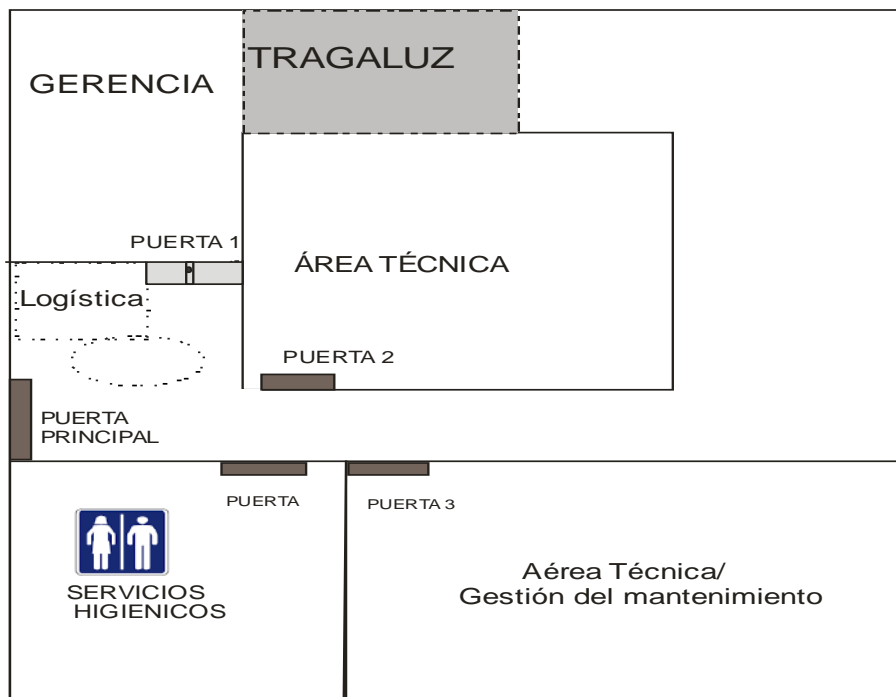 TRAGALUZ
GERENCIA
PUERTA 1
ÁREA TÉCNICA
Logística
PUERTA 2
PUERTA
PRINCIPAL
PUERTA
PUERTA 3
Aérea Técnica/
Gestión del mantenimiento
SERVICIOS
HIGIENICOS